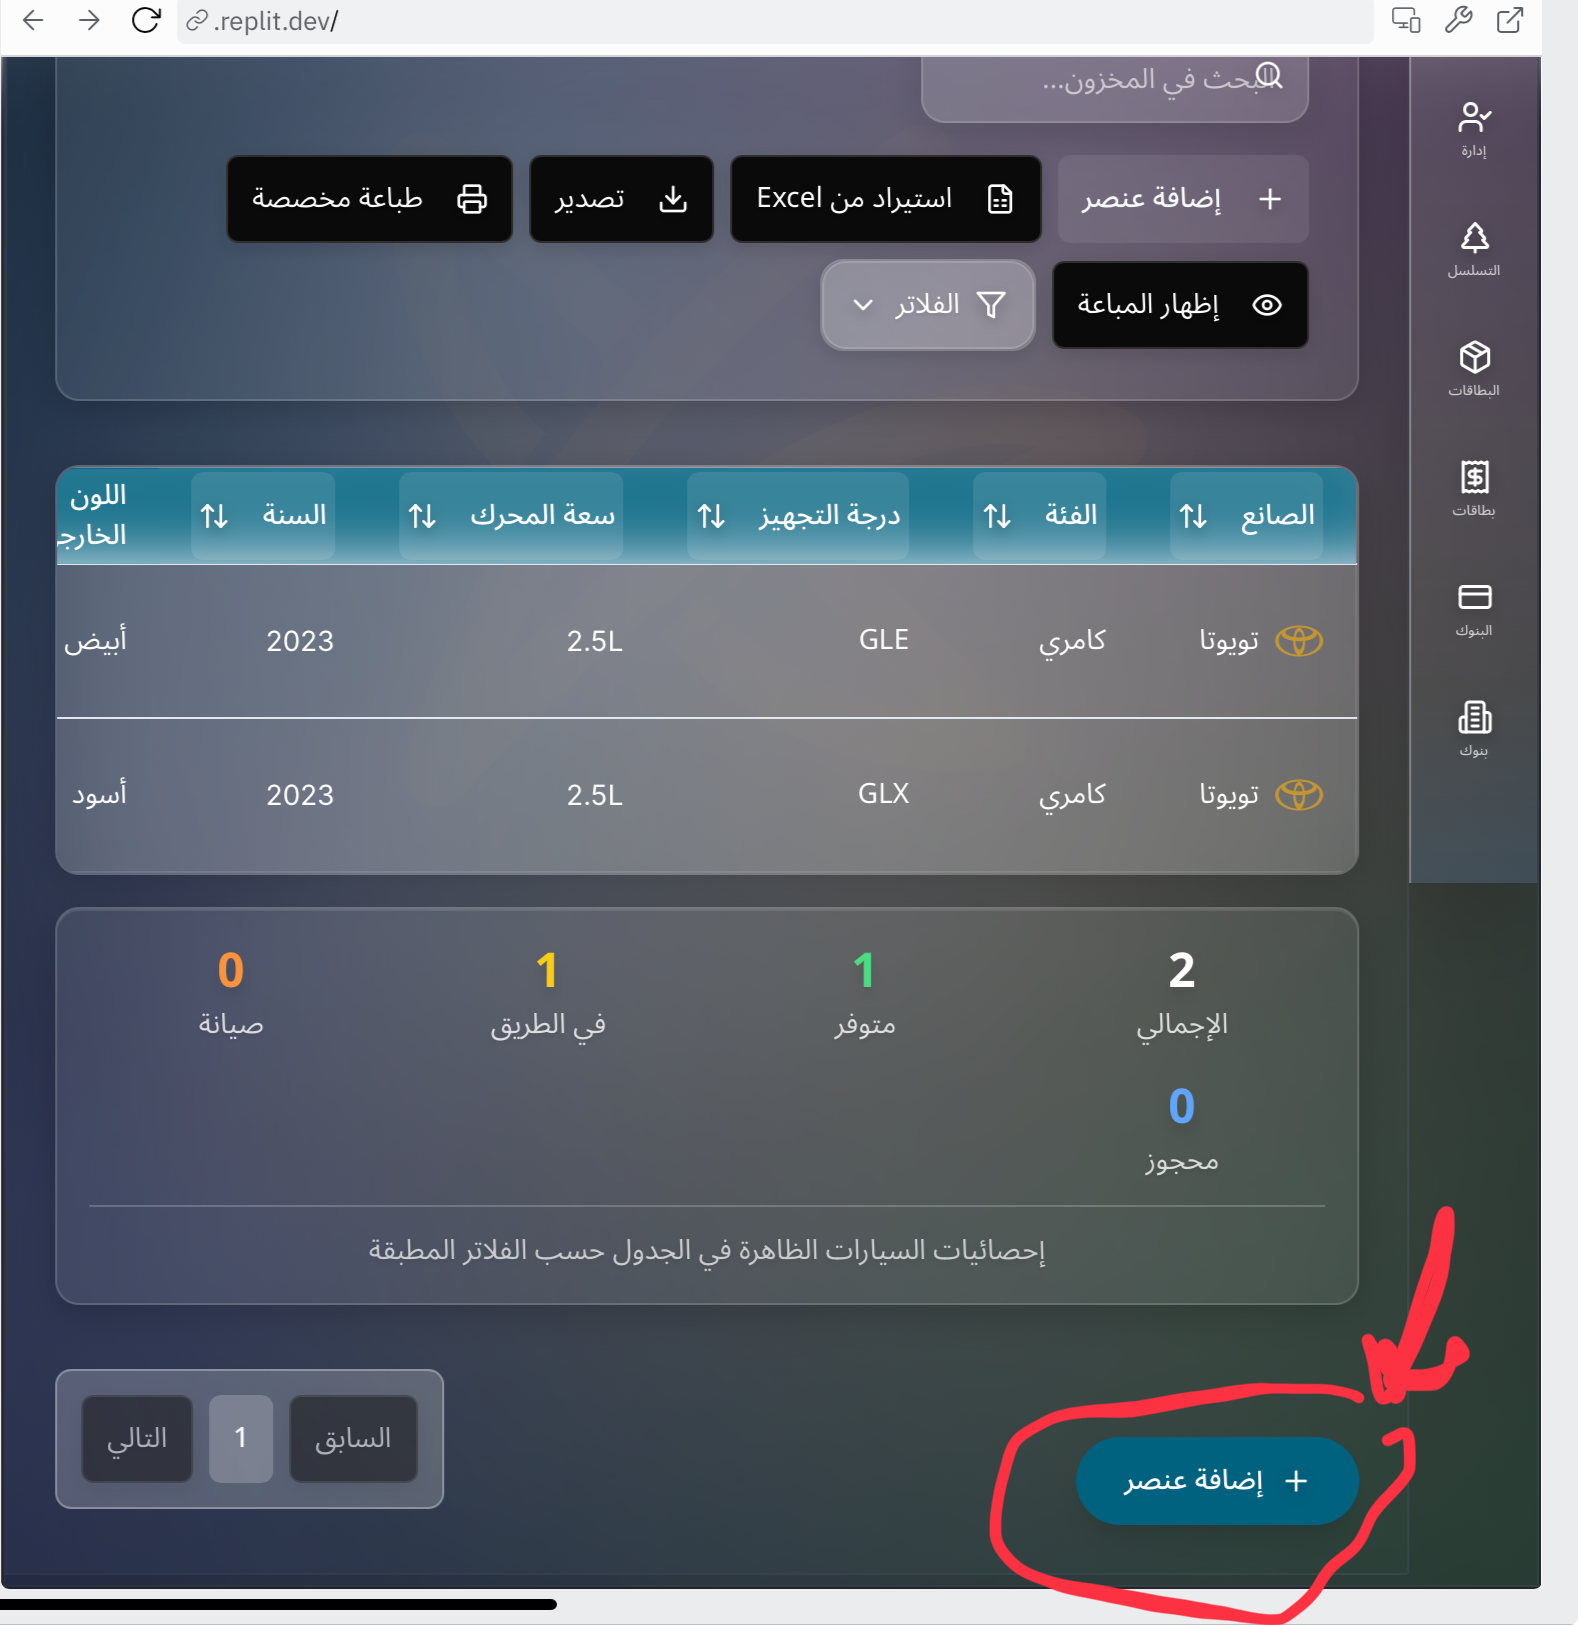 .replit.dev/
البحث في المخزون...
إضافة عنصر
استيراد من Excel
تصدير
طباعة مخصصة
إظهار المباعة
الفلاتر
إدارة
التسلسل
البطاقات
بطاقات
البنوك
بنوك
الصانع الفئة درجة التجهيز سعة المحرك السنة اللون
الخارج
تويوتا كامري GLE 2.5L 2023 أبيض
تويوتا كامري GLX 2.5L 2023 أسود
2 1 1 0
الإجمالي متوفر في الطريق صيانة
0
محجوز
إحصائيات السيارات الظاهرة في الجدول حسب الفلاتر المطبقة
السابق 1 التالي
إضافة عنصر